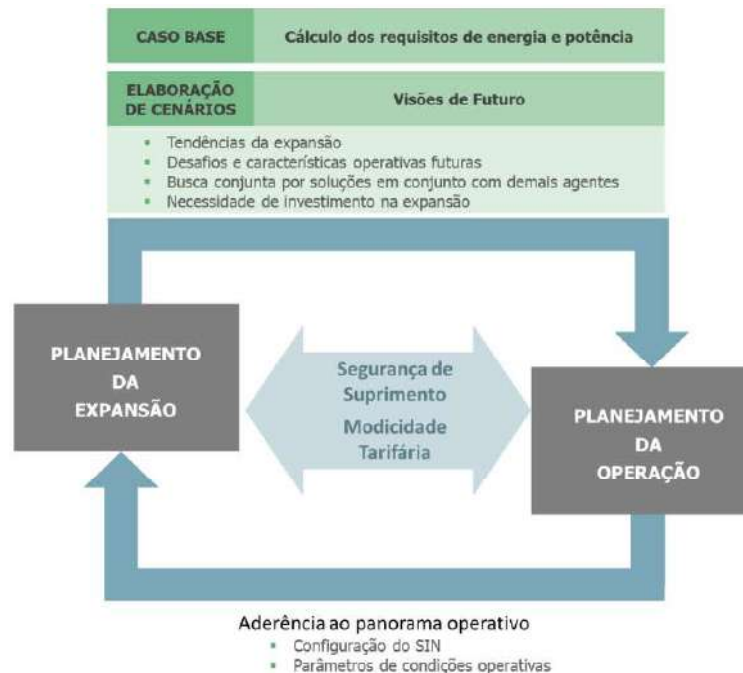 CASO BASE
Cálculo dos requisitos de energia e potência
ELABORAÇÃO
DE CENÁRIOS
Visões de Futuro
▪ Tendências da expansão
▪ Desafios e características operativas futuras
▪ Busca conjunta por soluções em conjunto com demais agentes
▪ Necessidade de investimento na expansão
PLANEJAMENTO
DA
EXPANSÃO
Segurança de
Suprimento
Modicidade
Tarifária
PLANEJAMENTO
DA
OPERAÇÃO
Aderência ao panorama operativo
▪ Configuração do SIN
▪ Parâmetros de condições operativas